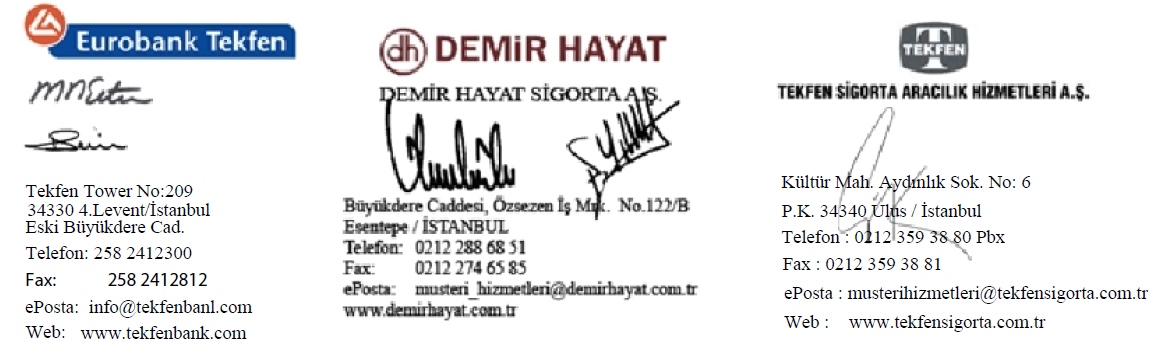 Eurobank Tekfen
Tekfen Tower No:209
34330 4.Levent/İstanbul
Eski Büyükdere Cad.
Telefon: 258 2412300
Fax: 258 2412812
ePosta: info@tekfenbanl.com
Web: www.tekfenbank.com
dh DEMİR HAYAT
DEMİR HAYAT SİGORTA A.Ş.
Büyükdere Caddesi, Özsezen İş Mrk. No.122/B
Esentepe / İSTANBUL
Telefon: 0212 288 68 51
Fax: 0212 274 65 85
ePosta: musteri_hizmetleri@demirhayat.com.tr
www.demirhayat.com.tr
TEKFEN
TEKFEN SİGORTA ARACILIK HİZMETLERİ A.Ş.
Kültür Mah. Aydınlık Sok. No: 6
P.K. 34340 Ulus / İstanbul
Telefon : 0212 359 38 80 Pbx
Fax : 0212 359 38 81
ePosta : musterihizmetleri@tekfensigorta.com.tr
Web : www.tekfensigorta.com.tr